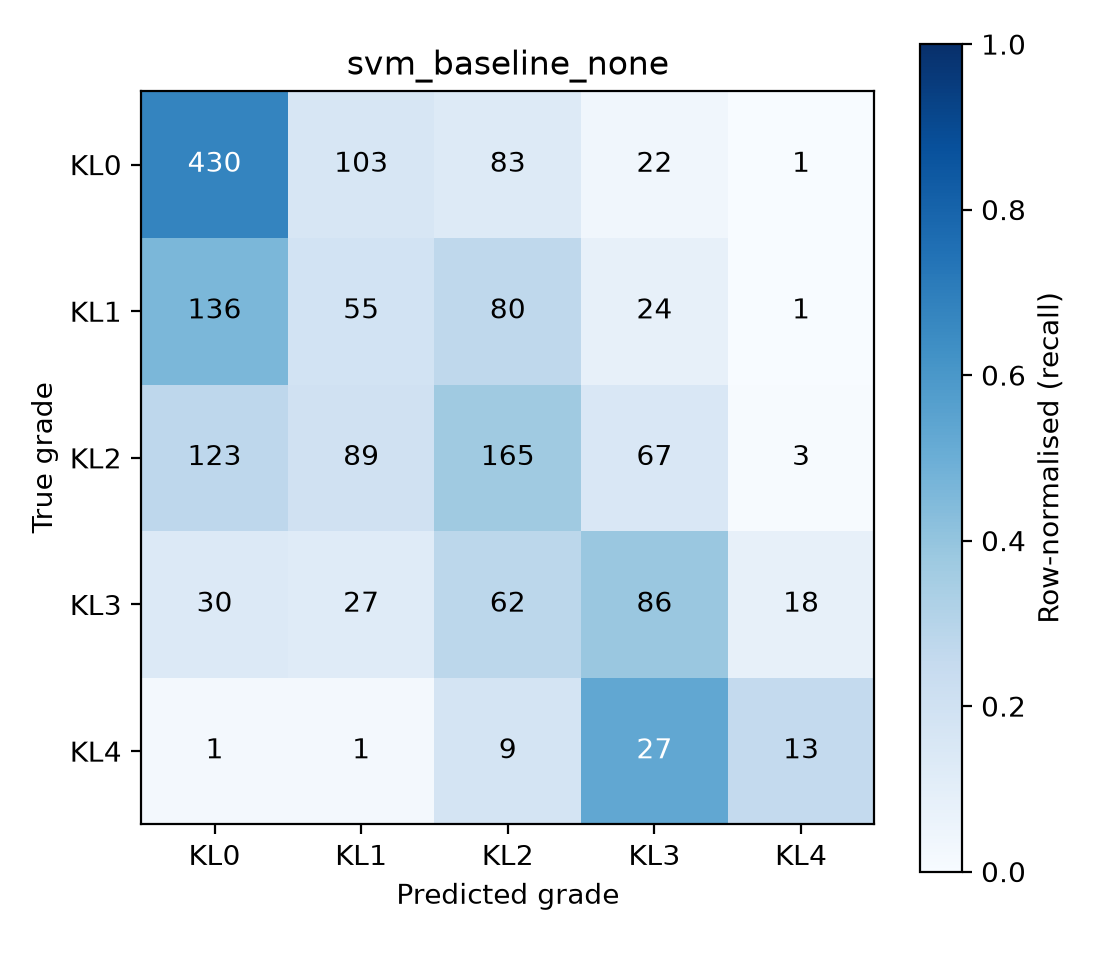 svm_baseline_none
KL0 430 103 83 22 1
KL1 136 55 80 24 1
KL2 123 89 165 67 3
KL3 30 27 62 86 18
KL4 1 1 9 27 13
KL0 KL1 KL2 KL3 KL4
Predicted grade
True grade
1.0
0.8
0.6
0.4
0.2
0.0
Row-normalised (recall)